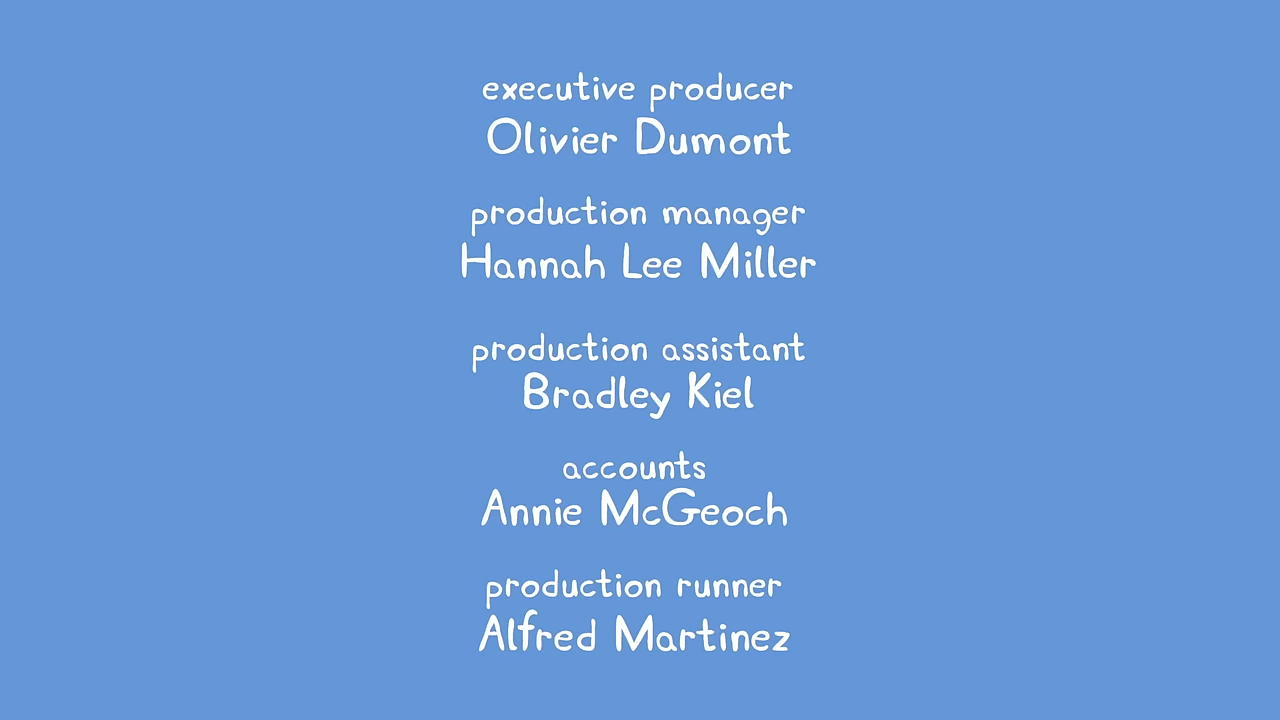 executive producer
Olivier Dumont
production manager
Hannah Lee Miller
production assistant
Bradley Kiel
accounts
Annie McGeoch
production runner
Alfred Martinez